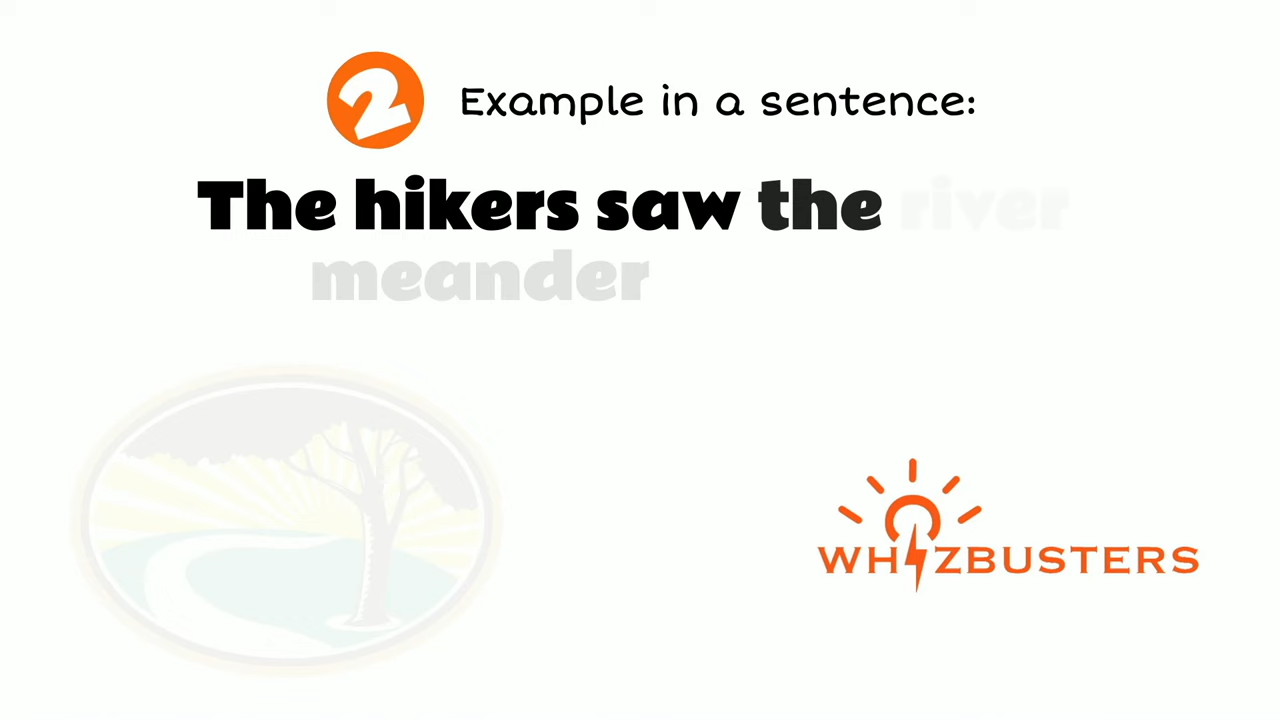 2 Example in a sentence:
The hikers saw the river
meander
WHIZBUSTERS